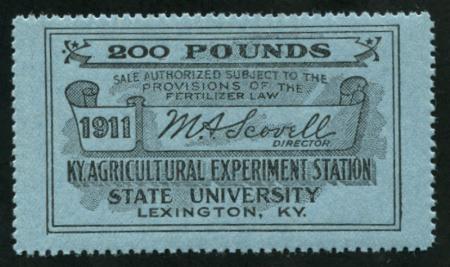 200 POUNDS
SALE AUTHORIZED SUBJECT TO THE
PROVISIONS OF THE
FERTILIZER LAW
1911
M.A. Scovell
DIRECTOR.
KY. AGRICULTURAL EXPERIMENT STATION
STATE UNIVERSITY
LEXINGTON, KY.